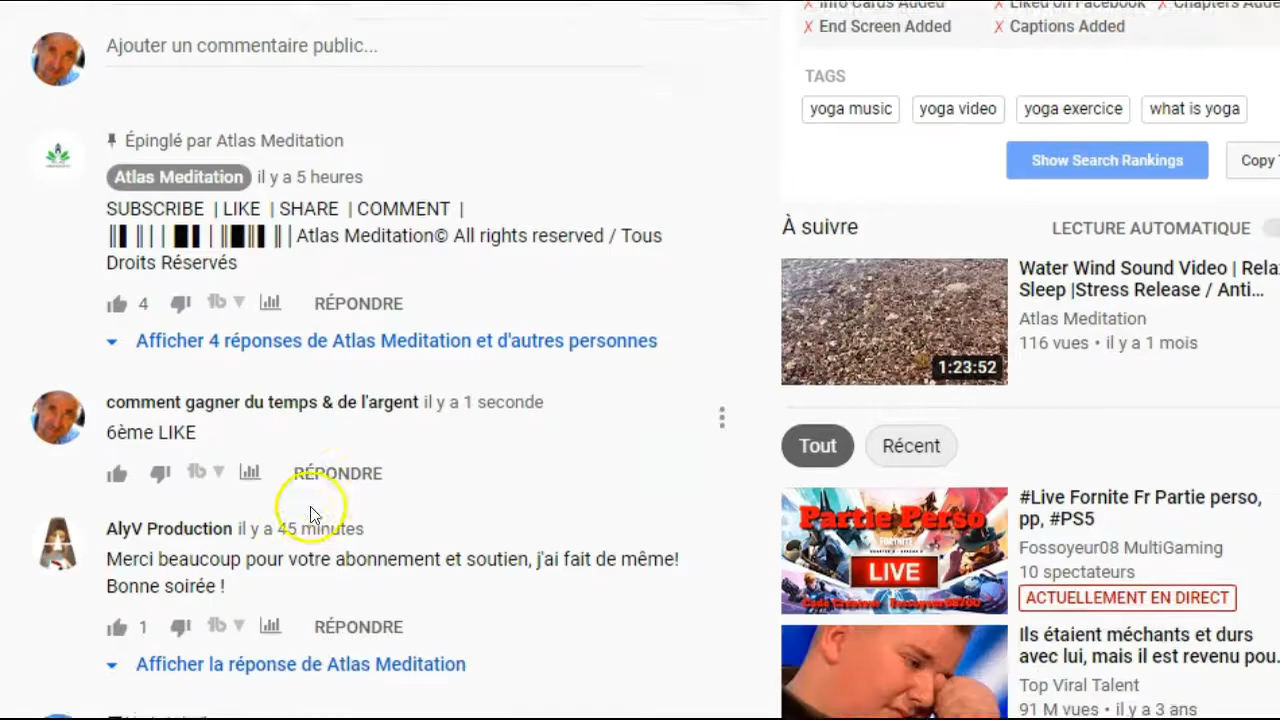 Ajouter un commentaire public...
Épinglé par Atlas Meditation
Atlas Meditation il y a 5 heures
SUBSCRIBE | LIKE | SHARE | COMMENT |
| Atlas Meditation© All rights reserved / Tous
Droits Réservés
4 RÉPONDRE
Afficher 4 réponses de Atlas Meditation et d'autres personnes
comment gagner du temps & de l'argent il y a 1 seconde
6ème LIKE
RÉPONDRE
AlyV Production il y a 45 minutes
Merci beaucoup pour votre abonnement et soutien, j'ai fait de même!
Bonne soirée !
1 RÉPONDRE
Afficher la réponse de Atlas Meditation
X Info Cards Added X Liked on Facebook X Chapters Adde
X End Screen Added X Captions Added
TAGS
yoga music yoga video yoga exercice what is yoga
Show Search Rankings Copy
À suivre LECTURE AUTOMATIQUE
Water Wind Sound Video | Rela
Sleep |Stress Release / Anti...
Atlas Meditation
116 vues • il y a 1 mois
1:23:52
Tout Récent
Partie Perso
FORTNITE
LIVE
#Live Fornite Fr Partie perso,
pp, #PS5
Fossoyeur08 MultiGaming
10 spectateurs
ACTUELLEMENT EN DIRECT
Ils étaient méchants et durs
avec lui, mais il est revenu pou...
Top Viral Talent
91 M vues • il y a 3 ans